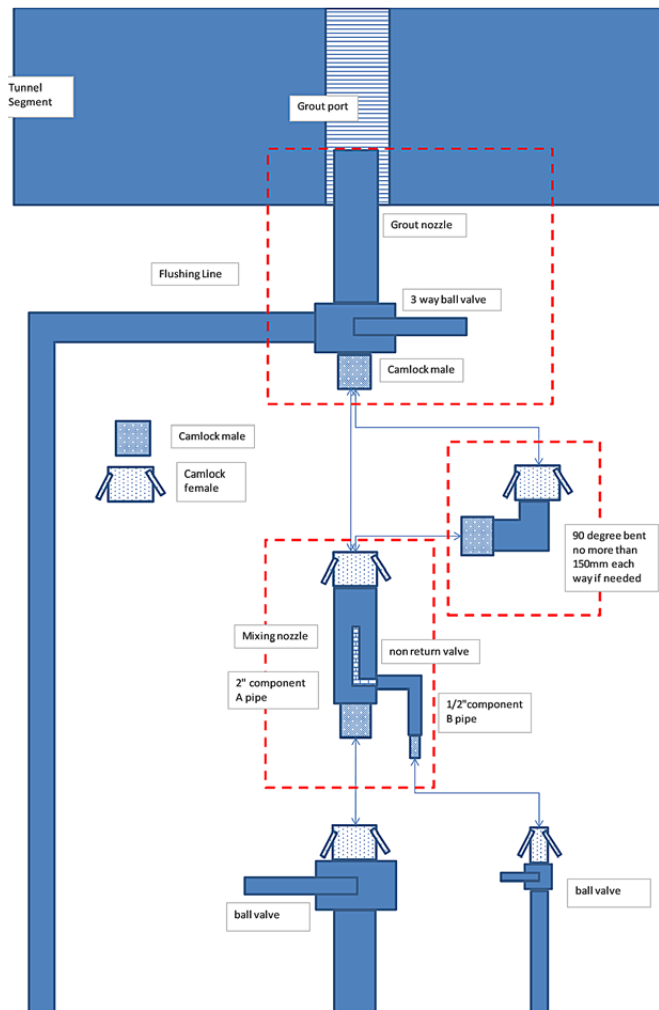 Tunnel
Segment
Grout port
Grout nozzle
Flushing Line
3 way ball valve
Camlock male
Camlock male
Camlock
female
90 degree bent
no more than
150mm each
way if needed
Mixing nozzle
non return valve
2" component
A pipe
1/2"component
B pipe
ball valve
ball valve